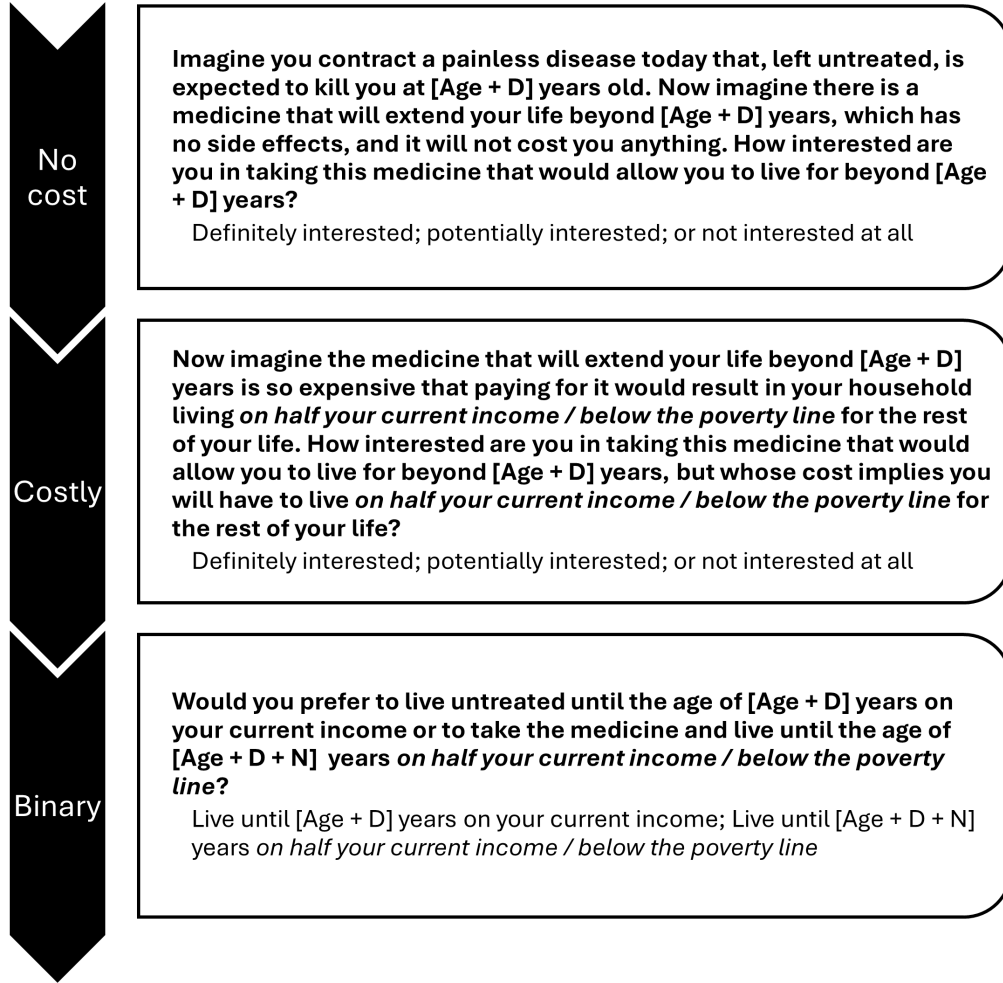 No
cost
Imagine you contract a painless disease today that, left untreated, is
expected to kill you at [Age + D] years old. Now imagine there is a
medicine that will extend your life beyond [Age + D] years, which has
no side effects, and it will not cost you anything. How interested are
you in taking this medicine that would allow you to live for beyond [Age
+ D] years?
Definitely interested; potentially interested; or not interested at all
Costly
Now imagine the medicine that will extend your life beyond [Age + D]
years is so expensive that paying for it would result in your household
living on half your current income / below the poverty line for the rest
of your life. How interested are you in taking this medicine that would
allow you to live for beyond [Age + D] years, but whose cost implies you
will have to live on half your current income / below the poverty line for
the rest of your life?
Definitely interested; potentially interested; or not interested at all
Binary
Would you prefer to live untreated until the age of [Age + D] years on
your current income or to take the medicine and live until the age of
[Age + D + N] years on half your current income / below the poverty
line?
Live until [Age + D] years on your current income; Live until [Age + D + N]
years on half your current income / below the poverty line